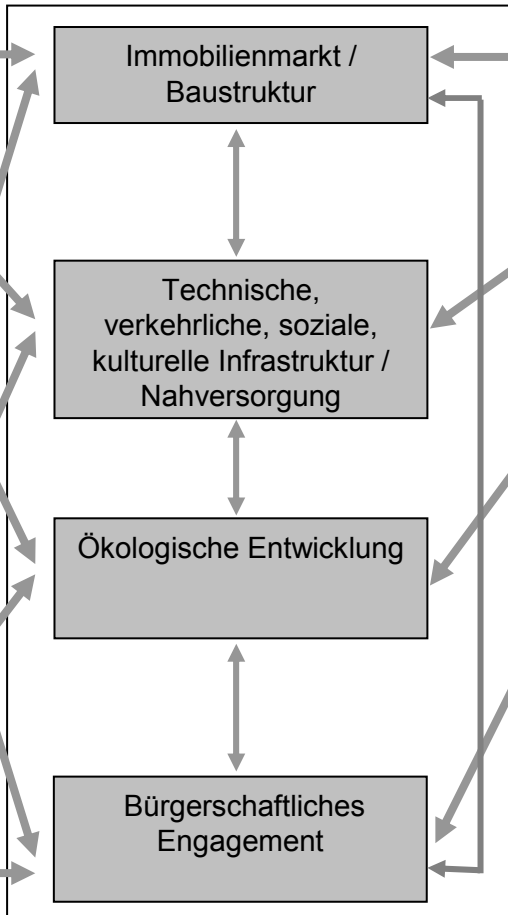 Immobilienmarkt /
Baustruktur
Technische,
verkehrliche, soziale,
kulturelle Infrastruktur /
Nahversorgung
Ökologische Entwicklung
Bürgerschaftliches
Engagement